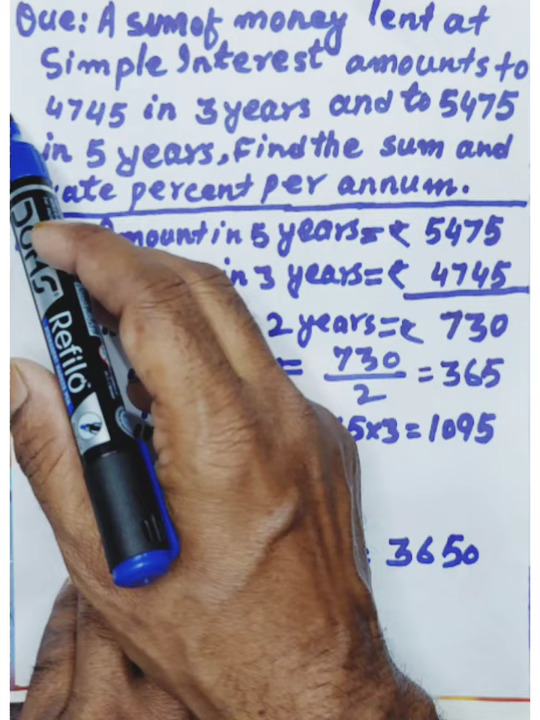 Que: A sum of money lent at
Simple Interest amounts to
4745 in 3 years and to 5475
in 5 years, Find the sum and
ate percent per annum.
mount in 5 years = ₹ 5475
in 3 years = ₹ 4745
2 years = ₹ 730
= 730/2 = 365
5x3 = 1095
= 3650
Refilo